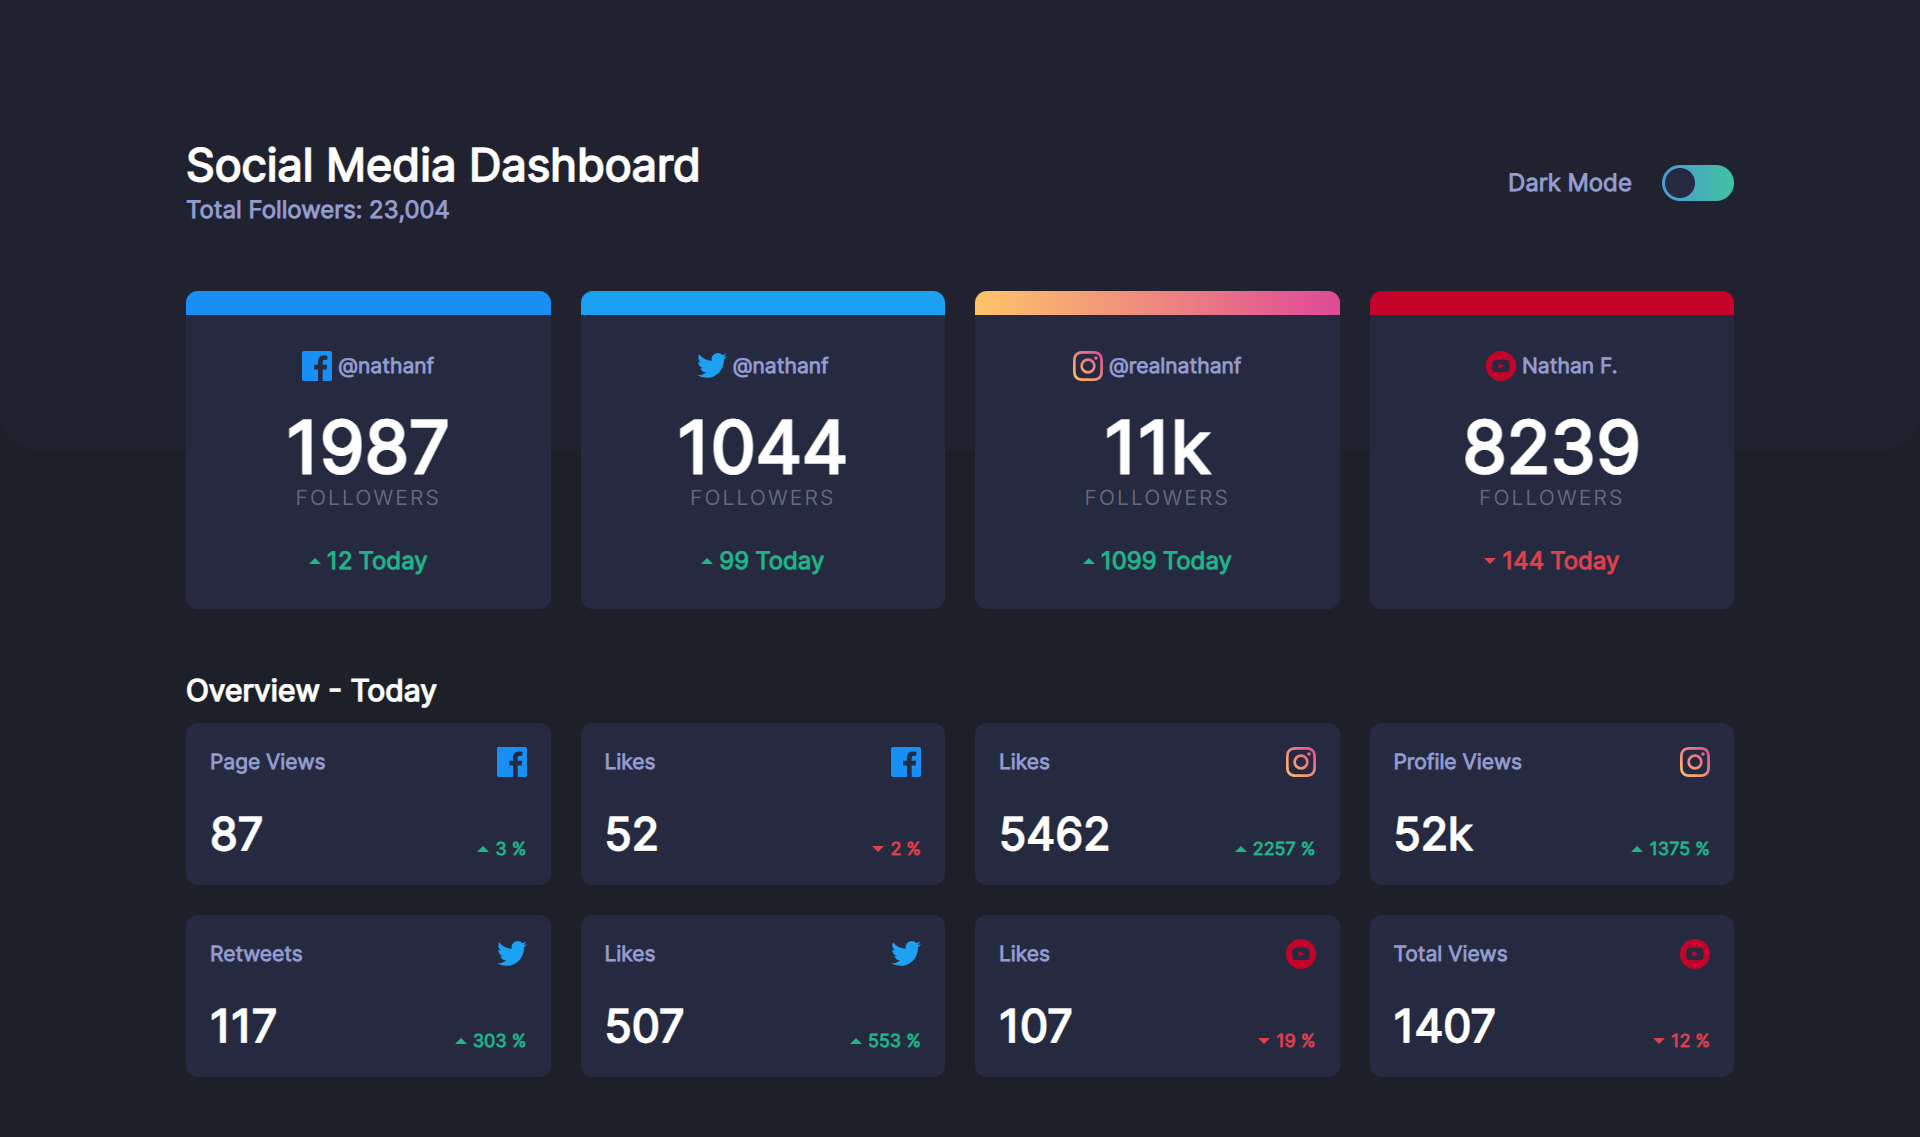 Social Media Dashboard
Total Followers: 23,004
Dark Mode
@nathanf
1987
FOLLOWERS
12 Today
@nathanf
1044
FOLLOWERS
99 Today
@realnathanf
11k
FOLLOWERS
1099 Today
Nathan F.
8239
FOLLOWERS
144 Today
Overview - Today
Page Views
87
3 %
Likes
52
2 %
Likes
5462
2257 %
Profile Views
52k
1375 %
Retweets
117
303 %
Likes
507
553 %
Likes
107
19 %
Total Views
1407
12 %